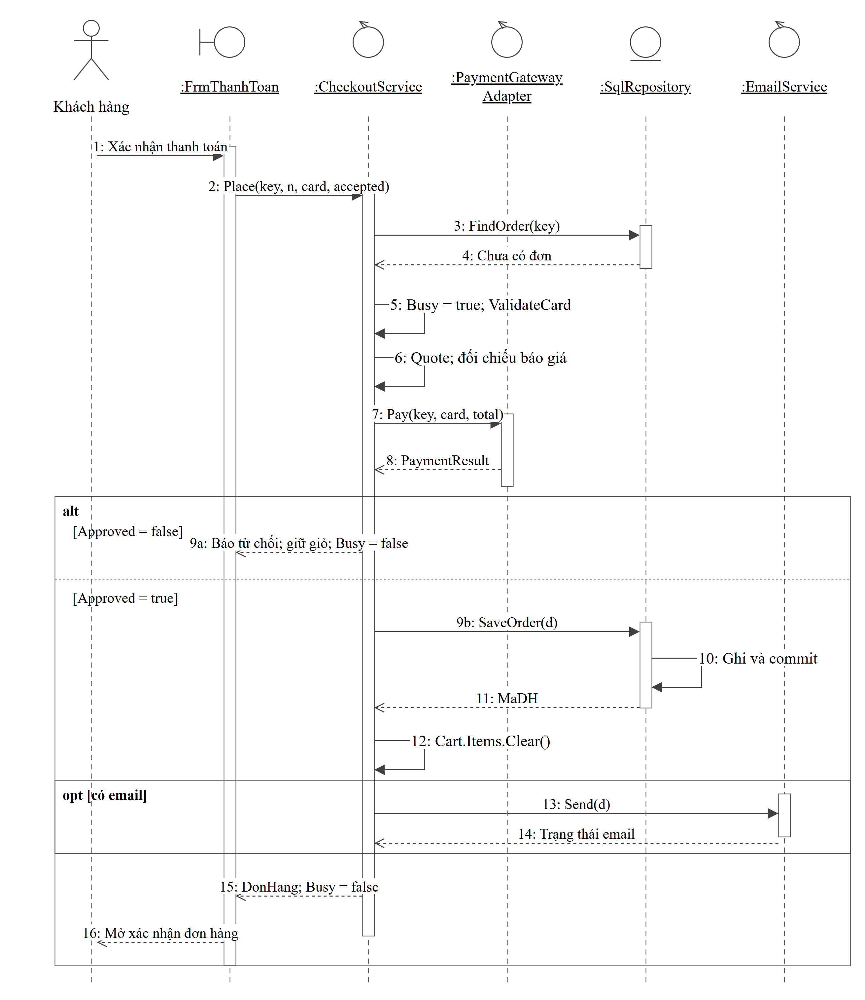 Khách hàng
:FrmThanhToan
:CheckoutService
:PaymentGateway
Adapter
:SqlRepository
:EmailService
1: Xác nhận thanh toán
2: Place(key, n, card, accepted)
3: FindOrder(key)
4: Chưa có đơn
5: Busy = true; ValidateCard
6: Quote; đối chiếu báo giá
7: Pay(key, card, total)
8: PaymentResult
alt
[Approved = false]
9a: Báo từ chối; giữ giỏ; Busy = false
[Approved = true]
9b: SaveOrder(d)
10: Ghi và commit
11: MaDH
12: Cart.Items.Clear()
opt [có email]
13: Send(d)
14: Trạng thái email
15: DonHang; Busy = false
16: Mở xác nhận đơn hàng